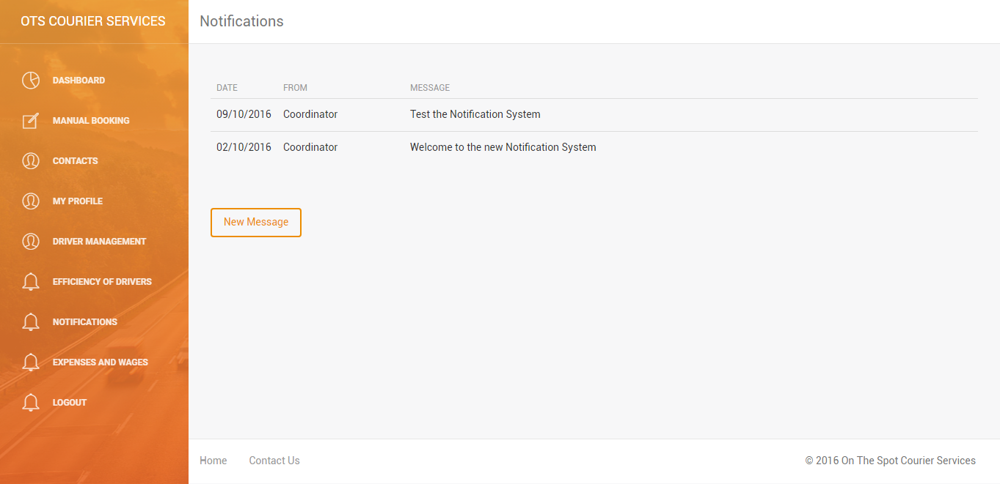 OTS COURIER SERVICES
Notifications
DASHBOARD
MANUAL BOOKING
CONTACTS
MY PROFILE
DRIVER MANAGEMENT
EFFICIENCY OF DRIVERS
NOTIFICATIONS
EXPENSES AND WAGES
LOGOUT
DATE FROM MESSAGE
09/10/2016 Coordinator Test the Notification System
02/10/2016 Coordinator Welcome to the new Notification System
New Message
Home Contact Us © 2016 On The Spot Courier Services